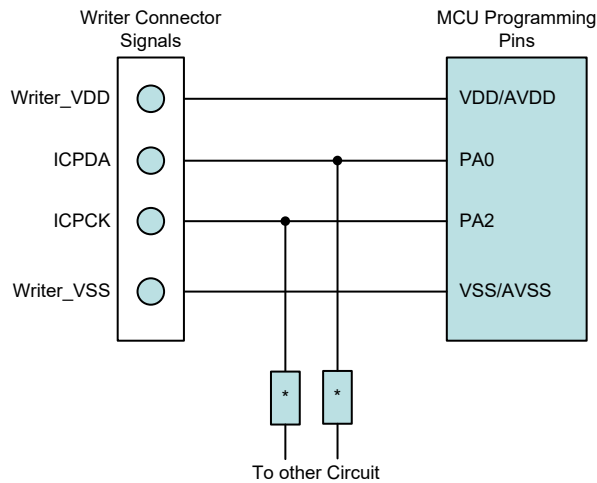 Writer Connector
Signals
MCU Programming
Pins
Writer_VDD
VDD/AVDD
ICPDA
PA0
ICPCK
PA2
Writer_VSS
VSS/AVSS
*
*
To other Circuit